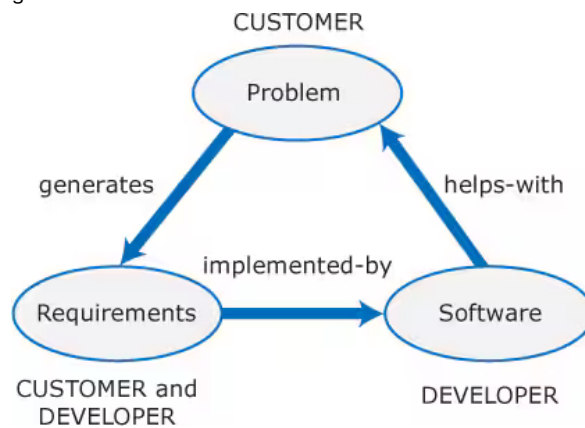 CUSTOMER
Problem
generates
helps-with
implemented-by
Requirements
Software
CUSTOMER and
DEVELOPER
DEVELOPER